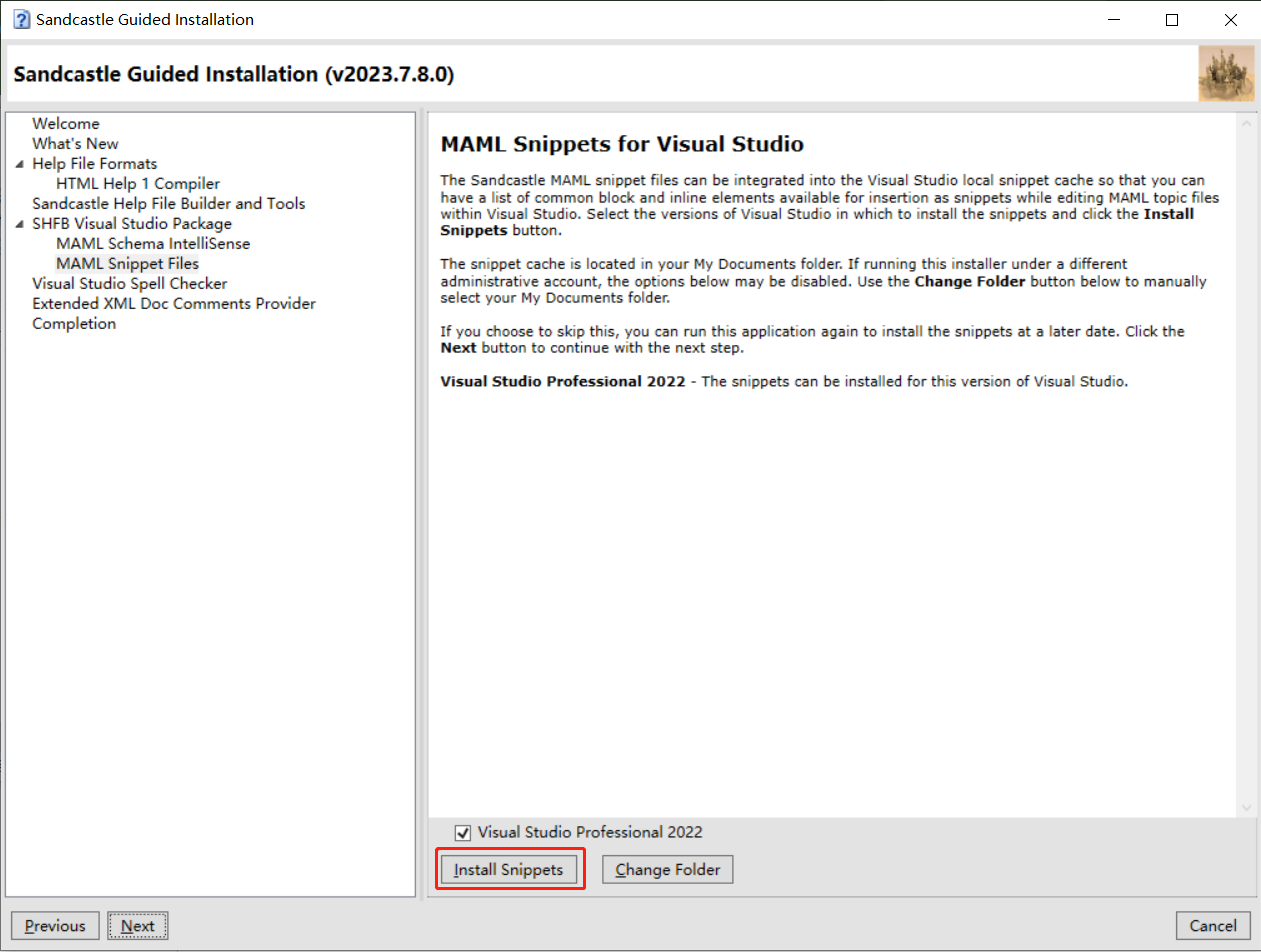 Sandcastle Guided Installation
Sandcastle Guided Installation (v2023.7.8.0)
Welcome
What's New
Help File Formats
HTML Help 1 Compiler
Sandcastle Help File Builder and Tools
SHFB Visual Studio Package
MAML Schema IntelliSense
MAML Snippet Files
Visual Studio Spell Checker
Extended XML Doc Comments Provider
Completion
MAML Snippets for Visual Studio
The Sandcastle MAML snippet files can be integrated into the Visual Studio local snippet cache so that you can
have a list of common block and inline elements available for insertion as snippets while editing MAML topic files
within Visual Studio. Select the versions of Visual Studio in which to install the snippets and click the Install
Snippets button.
The snippet cache is located in your My Documents folder. If running this installer under a different
administrative account, the options below may be disabled. Use the Change Folder button below to manually
select your My Documents folder.
If you choose to skip this, you can run this application again to install the snippets at a later date. Click the
Next button to continue with the next step.
Visual Studio Professional 2022 - The snippets can be installed for this version of Visual Studio.
Visual Studio Professional 2022
Install Snippets
Change Folder
Previous
Next
Cancel